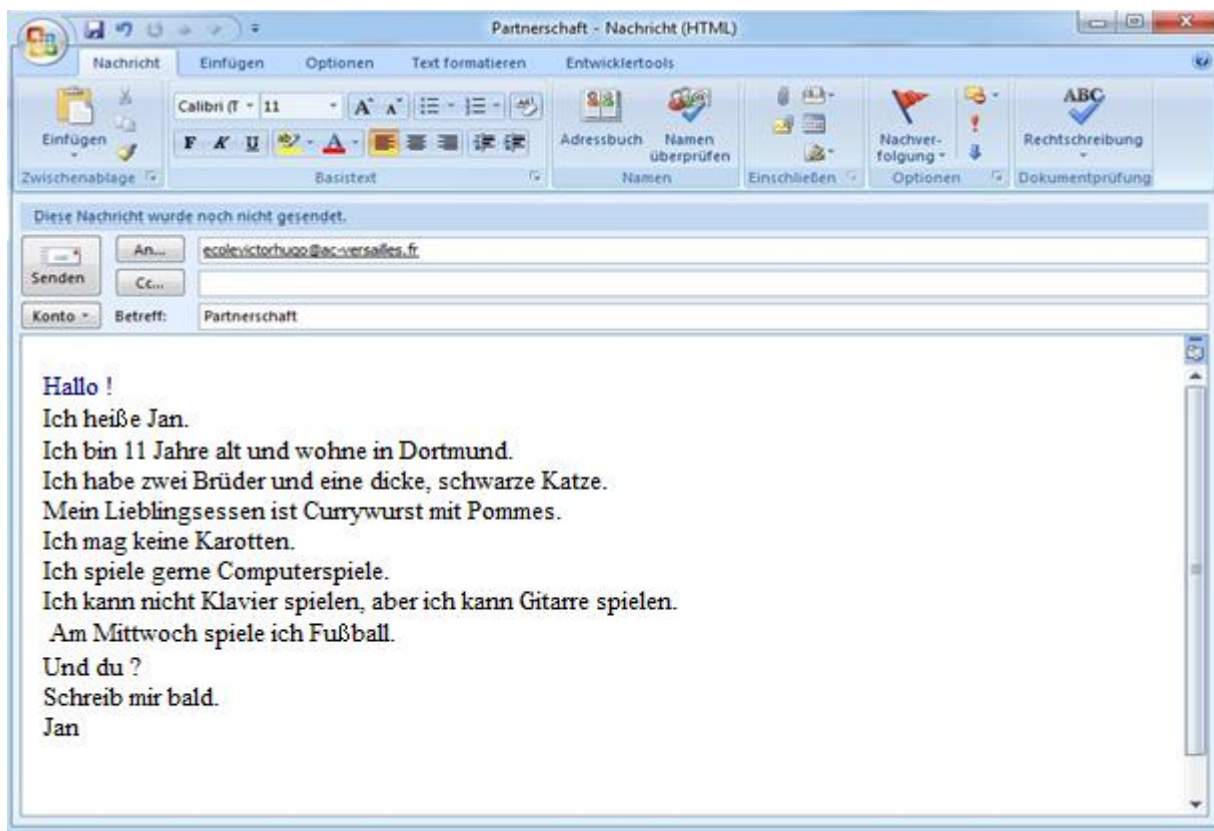 Partnerschaft - Nachricht (HTML)
Nachricht Einfügen Optionen Text formatieren Entwicklertools
Calibri (T 11
F K U
Einfügen
Adressbuch
Namen überprüfen
Nachver-
folgung
ABC
Rechtschreibung
Zwischenablage Basistext Namen Einschließen Optionen Dokumentprüfung
Diese Nachricht wurde noch nicht gesendet.
Senden
An... ecolevictorhugo@ac-versailles.fr
Cc...
Konto Betreff: Partnerschaft
Hallo !
Ich heiße Jan.
Ich bin 11 Jahre alt und wohne in Dortmund.
Ich habe zwei Brüder und eine dicke, schwarze Katze.
Mein Lieblingsessen ist Currywurst mit Pommes.
Ich mag keine Karotten.
Ich spiele gerne Computerspiele.
Ich kann nicht Klavier spielen, aber ich kann Gitarre spielen.
Am Mittwoch spiele ich Fußball.
Und du ?
Schreib mir bald.
Jan